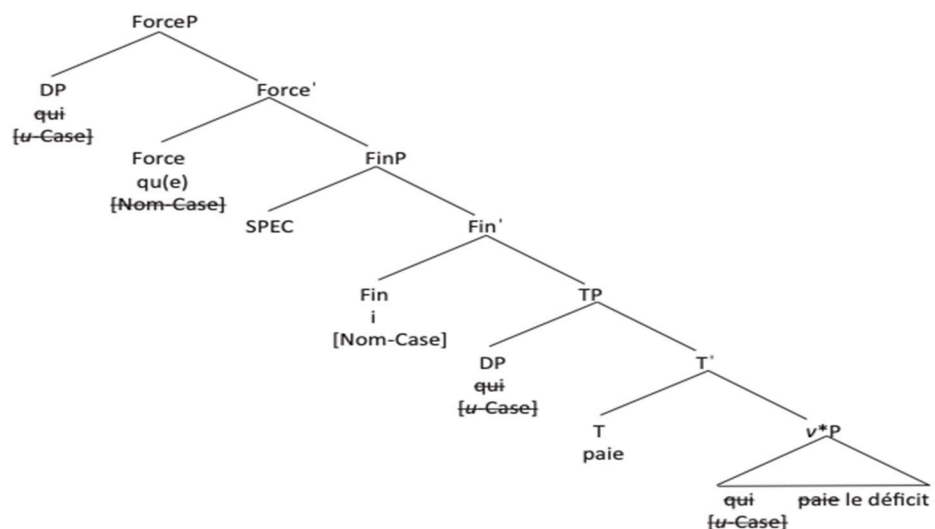 ForceP
DP
qui
[u-Case]
Force'
Force
qu(e)
[Nom-Case]
FinP
SPEC
Fin'
Fin
i
[Nom-Case]
TP
DP
qui
[u-Case]
T'
T
paie
v*P
qui paie le déficit
[u-Case]